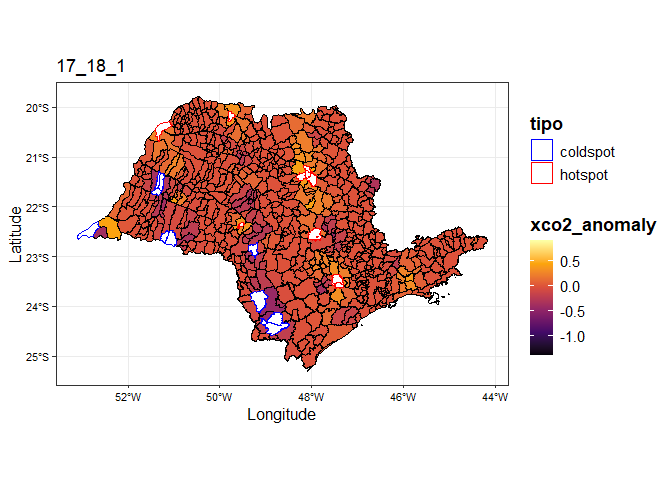 17_18_1
20°S
21°S
22°S
23°S
24°S
25°S
Latitude
52°W
50°W
48°W
46°W
44°W
Longitude
tipo
coldspot
hotspot
xco2_anomaly
0.5
0.0
-0.5
-1.0